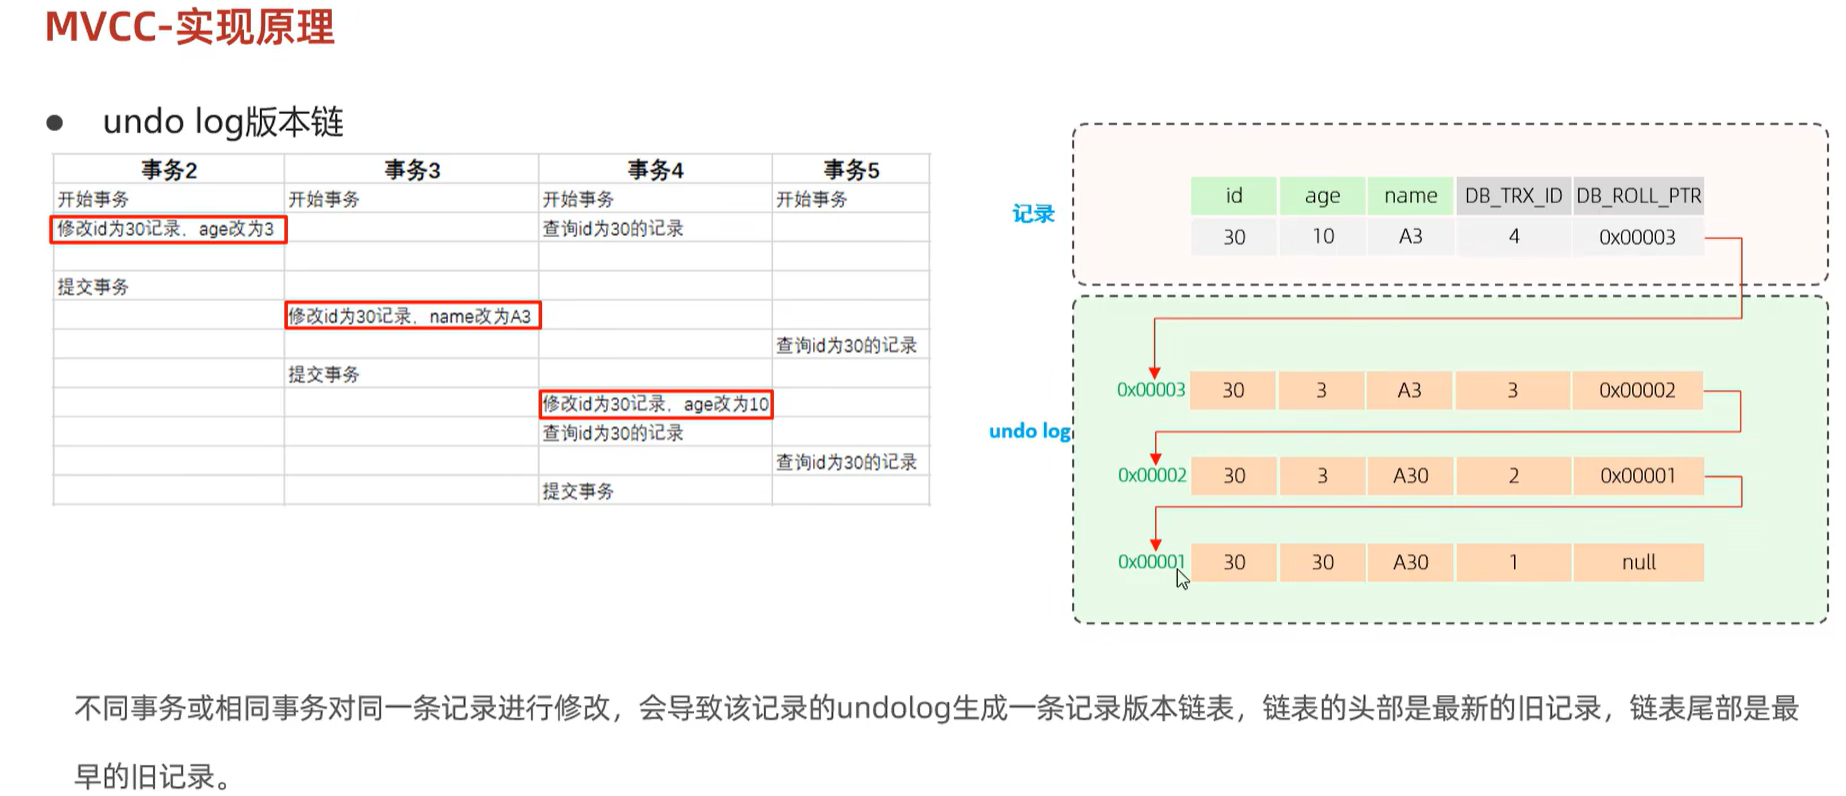 MVCC-实现原理
● undo log版本链
事务2 事务3 事务4 事务5
开始事务 开始事务 开始事务 开始事务
修改id为30记录，age改为3 查询id为30的记录
提交事务
修改id为30记录，name改为A3
查询id为30的记录
提交事务
修改id为30记录，age改为10
查询id为30的记录
查询id为30的记录
提交事务
记录
id age name DB_TRX_ID DB_ROLL_PTR
30 10 A3 4 0x00003
undo log
0x00003 30 3 A3 3 0x00002
0x00002 30 3 A30 2 0x00001
0x00001 30 30 A30 1 null
不同事务或相同事务对同一条记录进行修改，会导致该记录的undolog生成一条记录版本链表，链表的头部是最新的旧记录，链表尾部是最
早的旧记录。